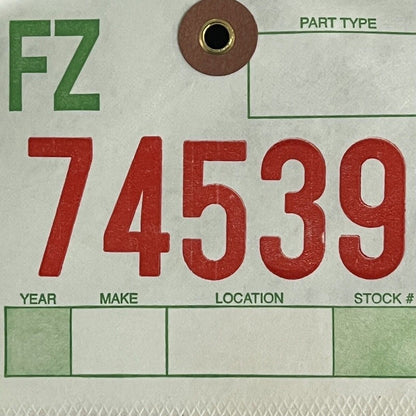 FZ
PART TYPE
74539
YEAR MAKE LOCATION STOCK #